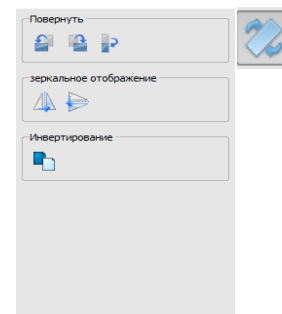 Повернуть
зеркальное отображение
Инвертирование